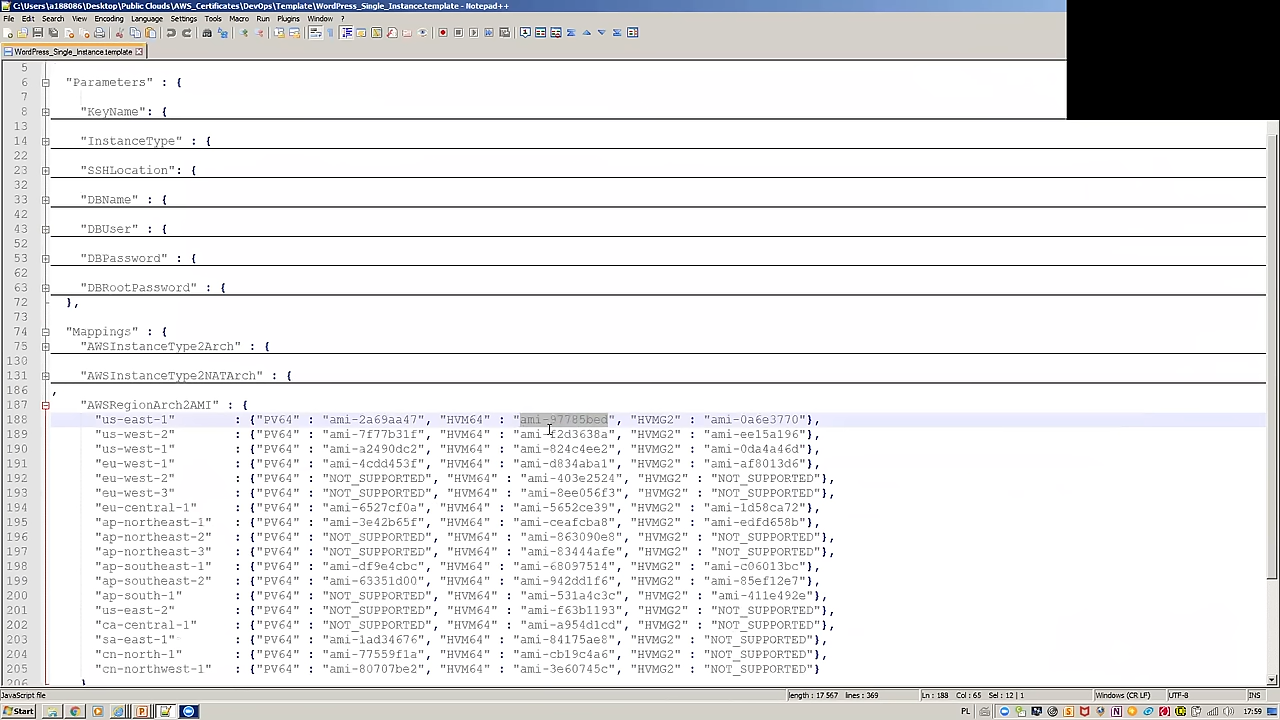 C:\Users\a188086\Desktop\Public Clouds\AWS_Certificates\DevOps\Template\WordPress_Single_Instance.template - Notepad++
File Edit Search View Encoding Language Settings Tools Macro Run Plugins Window ?
WordPress_Single_Instance.template
5
6 "Parameters" : {
7
8 "KeyName": {
13
14 "InstanceType" : {
22
23 "SSHLocation": {
32
33 "DBName" : {
42
43 "DBUser" : {
52
53 "DBPassword" : {
62
63 "DBRootPassword" : {
72 },
73
74 "Mappings" : {
75 "AWSInstanceType2Arch" : {
130
131 "AWSInstanceType2NATArch" : {
186 ,
187 "AWSRegionArch2AMI" : {
188 "us-east-1" : {"PV64" : "ami-2a69aa47", "HVM64" : "ami-97785bed", "HVMG2" : "ami-0a6e3770"},
189 "us-west-2" : {"PV64" : "ami-7f77b31f", "HVM64" : "ami-f2d3638a", "HVMG2" : "ami-ee15a196"},
190 "us-west-1" : {"PV64" : "ami-a2490dc2", "HVM64" : "ami-824c4ee2", "HVMG2" : "ami-0da4a46d"},
191 "eu-west-1" : {"PV64" : "ami-4cdd453f", "HVM64" : "ami-d834aba1", "HVMG2" : "ami-af8013d6"},
192 "eu-west-2" : {"PV64" : "NOT_SUPPORTED", "HVM64" : "ami-403e2524", "HVMG2" : "NOT_SUPPORTED"},
193 "eu-west-3" : {"PV64" : "NOT_SUPPORTED", "HVM64" : "ami-8ee056f3", "HVMG2" : "NOT_SUPPORTED"},
194 "eu-central-1" : {"PV64" : "ami-6527cf0a", "HVM64" : "ami-5652ce39", "HVMG2" : "ami-1d58ca72"},
195 "ap-northeast-1" : {"PV64" : "ami-3e42b65f", "HVM64" : "ami-ceafcba8", "HVMG2" : "ami-edfd658b"},
196 "ap-northeast-2" : {"PV64" : "NOT_SUPPORTED", "HVM64" : "ami-863090e8", "HVMG2" : "NOT_SUPPORTED"},
197 "ap-northeast-3" : {"PV64" : "NOT_SUPPORTED", "HVM64" : "ami-83444afe", "HVMG2" : "NOT_SUPPORTED"},
198 "ap-southeast-1" : {"PV64" : "ami-df9e4cbc", "HVM64" : "ami-68097514", "HVMG2" : "ami-c06013bc"},
199 "ap-southeast-2" : {"PV64" : "ami-63351d00", "HVM64" : "ami-942dd1f6", "HVMG2" : "ami-85ef12e7"},
200 "ap-south-1" : {"PV64" : "NOT_SUPPORTED", "HVM64" : "ami-531a4c3c", "HVMG2" : "ami-411e492e"},
201 "us-east-2" : {"PV64" : "NOT_SUPPORTED", "HVM64" : "ami-f63b1193", "HVMG2" : "NOT_SUPPORTED"},
202 "ca-central-1" : {"PV64" : "NOT_SUPPORTED", "HVM64" : "ami-a954d1cd", "HVMG2" : "NOT_SUPPORTED"},
203 "sa-east-1" : {"PV64" : "ami-1ad34676", "HVM64" : "ami-84175ae8", "HVMG2" : "NOT_SUPPORTED"},
204 "cn-north-1" : {"PV64" : "ami-77559f1a", "HVM64" : "ami-cb19c4a6", "HVMG2" : "NOT_SUPPORTED"},
205 "cn-northwest-1" : {"PV64" : "ami-80707be2", "HVM64" : "ami-3e60745c", "HVMG2" : "NOT_SUPPORTED"}
206 }
JavaScript file length : 17 567 lines : 369 Ln : 188 Col : 65 Sel : 12 | 1 Windows (CR LF) UTF-8 INS
Start PL 17:59